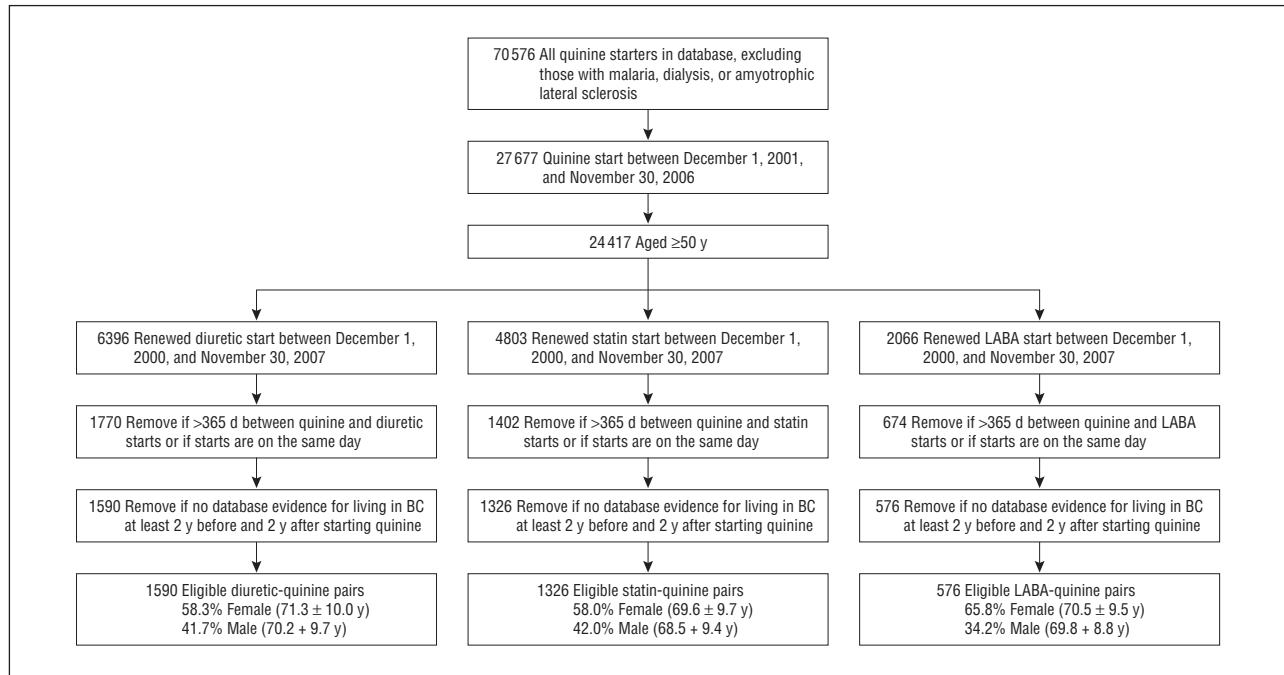 70 576 All quinine starters in database, excluding
those with malaria, dialysis, or amyotrophic
lateral sclerosis
27 677 Quinine start between December 1, 2001,
and November 30, 2006
24 417 Aged ≥50 y
6396 Renewed diuretic start between December 1,
2000, and November 30, 2007
4803 Renewed statin start between December 1,
2000, and November 30, 2007
2066 Renewed LABA start between December 1,
2000, and November 30, 2007
1770 Remove if >365 d between quinine and diuretic
starts or if starts are on the same day
1402 Remove if >365 d between quinine and statin
starts or if starts are on the same day
674 Remove if >365 d between quinine and LABA
starts or if starts are on the same day
1590 Remove if no database evidence for living in BC
at least 2 y before and 2 y after starting quinine
1326 Remove if no database evidence for living in BC
at least 2 y before and 2 y after starting quinine
576 Remove if no database evidence for living in BC
at least 2 y before and 2 y after starting quinine
1590 Eligible diuretic-quinine pairs
58.3% Female (71.3 ± 10.0 y)
41.7% Male (70.2 + 9.7 y)
1326 Eligible statin-quinine pairs
58.0% Female (69.6 ± 9.7 y)
42.0% Male (68.5 + 9.4 y)
576 Eligible LABA-quinine pairs
65.8% Female (70.5 ± 9.5 y)
34.2% Male (69.8 + 8.8 y)